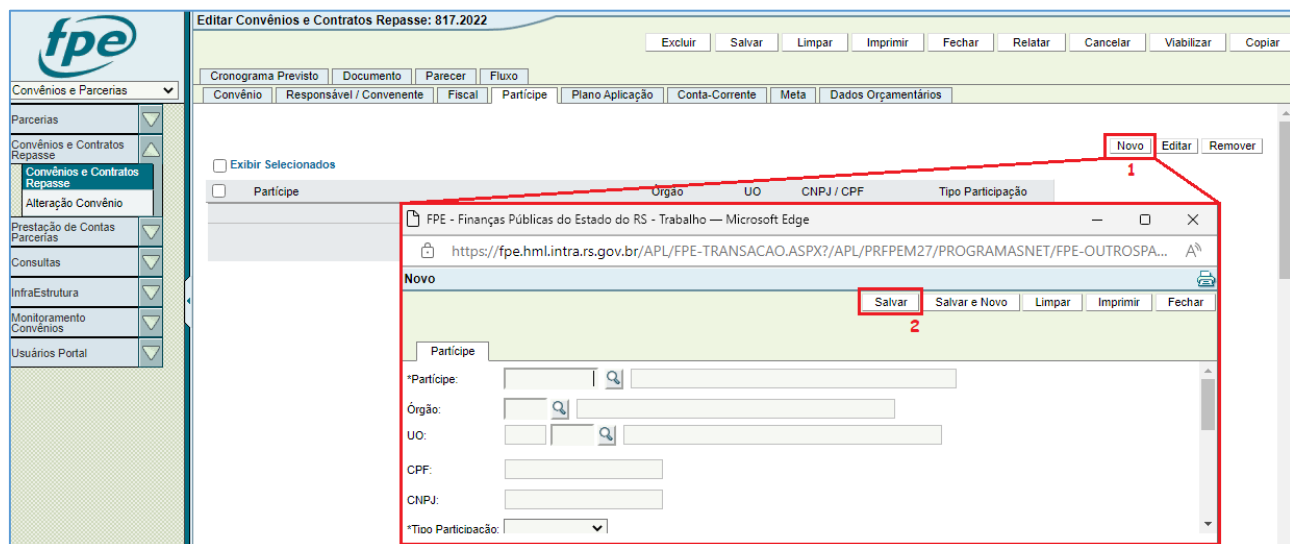 Editar Convênios e Contratos Repasse: 817.2022
fpe
Excluir Salvar Limpar Imprimir Fechar Relatar Cancelar Viabilizar Copiar
Cronograma Previsto Documento Parecer Fluxo
Convênios e Parcerias
Convênio Responsável / Convenente Fiscal Partícipe Plano Aplicação Conta-Corrente Meta Dados Orçamentários
Parcerias
Convênios e Contratos
Repasse
Convênios e Contratos
Repasse
Alteração Convênio
Prestação de Contas
Parcerias
Consultas
InfraEstrutura
Monitoramento
Convênios
Usuários Portal
Novo Editar Remover
1
Exibir Selecionados
Partícipe Órgão UO CNPJ / CPF Tipo Participação
FPE - Finanças Públicas do Estado do RS - Trabalho — Microsoft Edge
https://fpe.hml.intra.rs.gov.br/APL/FPE-TRANSACAO.ASPX?/APL/PRFPEM27/PROGRAMASNET/FPE-OUTROSPA...
Novo
Salvar Salvar e Novo Limpar Imprimir Fechar
2
Partícipe
*Partícipe:
Órgão:
UO:
CPF:
CNPJ:
*Tipo Participação: